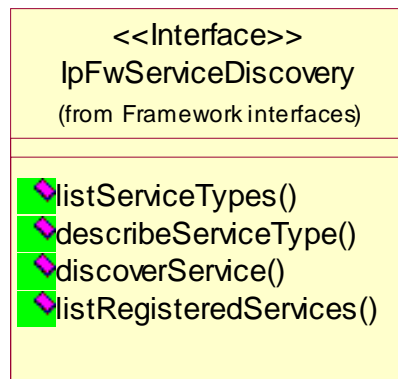 <<Interface>>
IpFwServiceDiscovery
(from Framework interfaces)
listServiceTypes()
describeServiceType()
discoverService()
listRegisteredServices()